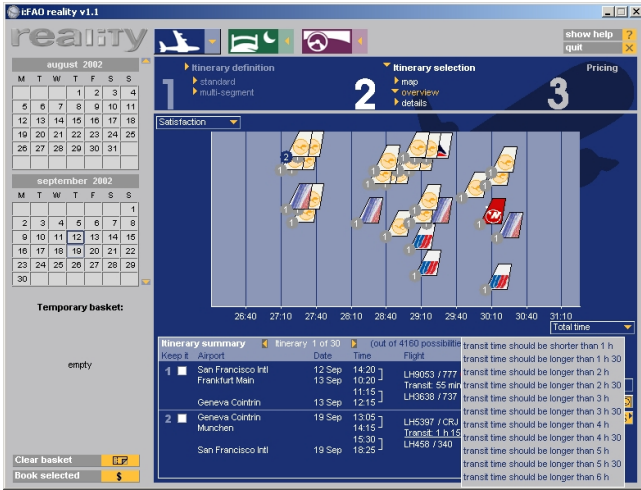 i:FAO reality v1.1
reality
show help ?
quit X
august 2002
M T W T F S S
1 2 3 4
5 6 7 8 9 10 11
12 13 14 15 16 17 18
19 20 21 22 23 24 25
26 27 28 29 30 31
september 2002
M T W T F S S
1
2 3 4 5 6 7 8
9 10 11 12 13 14 15
16 17 18 19 20 21 22
23 24 25 26 27 28 29
30
Temporary basket:
empty
Clear basket
Book selected $
1 Itinerary definition
standard
multi-segment
2 Itinerary selection
map
overview
details
3 Pricing
Satisfaction
26:40 27:10 27:40 28:10 28:40 29:10 29:40 30:10 30:40 31:10
Total time
Itinerary summary Itinerary 1 of 30 (out of 4160 possibilitie
Keep it Airport Date Time Flight
1 San Francisco Intl 12 Sep 14:20 LH9053 / 777
Frankfurt Main 13 Sep 10:20 Transit: 55 min
11:15 LH3638 / 737
Geneva Cointrin 13 Sep 12:15
2 Geneva Cointrin 19 Sep 13:05 LH5397 / CRJ
Munchen 14:15 Transit: 1 h 15
15:30 LH458 / 340
San Francisco Intl 19 Sep 18:25
transit time should be shorter than 1 h
transit time should be longer than 1 h 30
transit time should be longer than 2 h
transit time should be longer than 2 h 30
transit time should be longer than 3 h
transit time should be longer than 3 h 30
transit time should be longer than 4 h
transit time should be longer than 4 h 30
transit time should be longer than 5 h
transit time should be longer than 5 h 30
transit time should be longer than 6 h